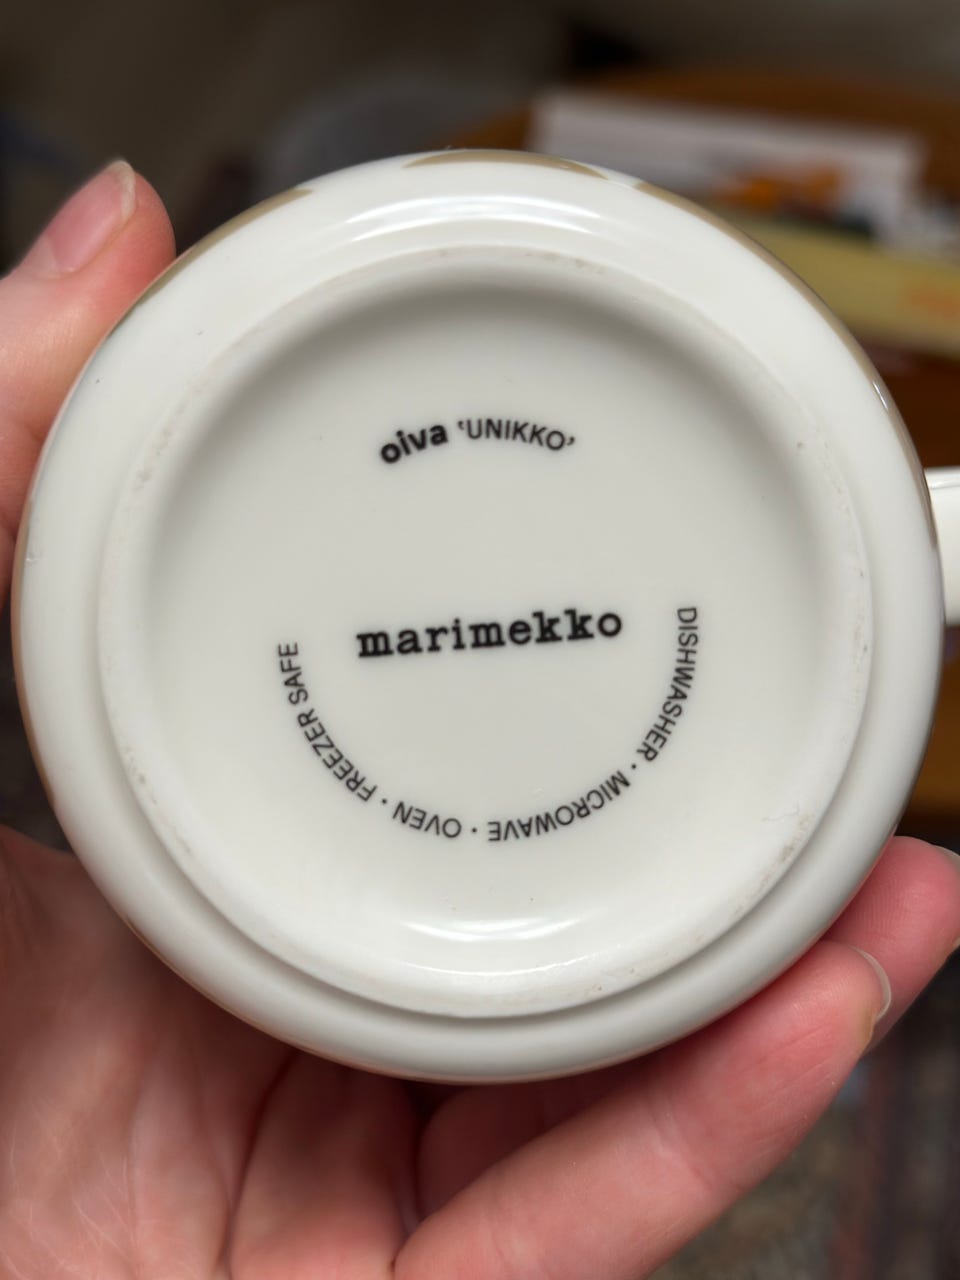 oiva ‘UNIKKO’
marimekko
DISHWASHER · MICROWAVE · OVEN · FREEZER SAFE